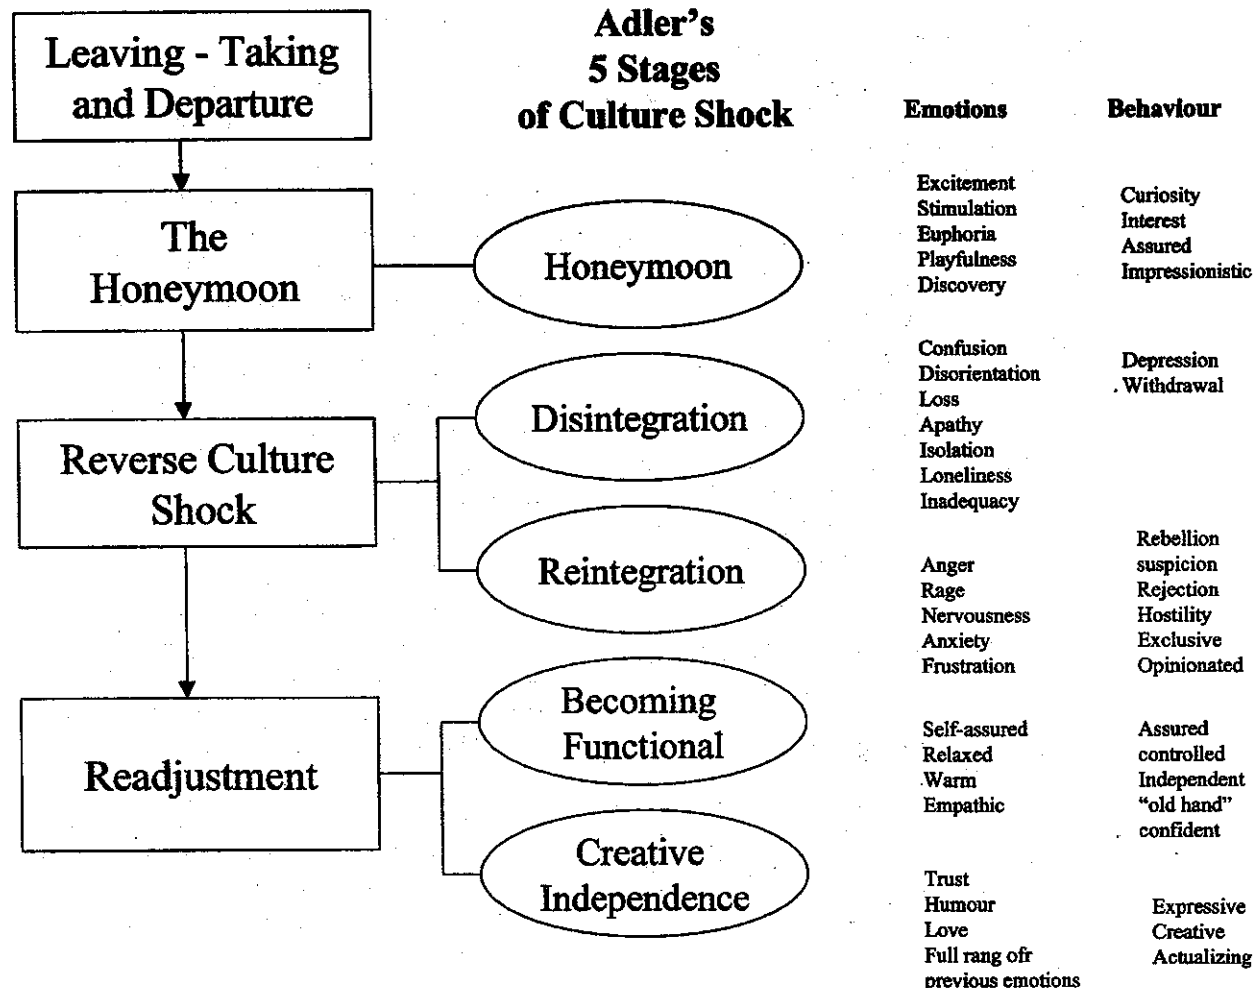 Leaving - Taking
and Departure
Adler's
5 Stages
of Culture Shock
Emotions
Behaviour
The
Honeymoon
Honeymoon
Excitement
Stimulation
Euphoria
Playfulness
Discovery
Curiosity
Interest
Assured
Impressionistic
Reverse Culture
Shock
Disintegration
Confusion
Disorientation
Loss
Apathy
Isolation
Loneliness
Inadequacy
Depression
Withdrawal
Reintegration
Anger
Rage
Nervousness
Anxiety
Frustration
Rebellion
suspicion
Rejection
Hostility
Exclusive
Opinionated
Readjustment
Becoming
Functional
Self-assured
Relaxed
Warm
Empathic
Assured
controlled
Independent
“old hand”
confident
Creative
Independence
Trust
Humour
Love
Full rang ofr
previous emotions
Expressive
Creative
Actualizing